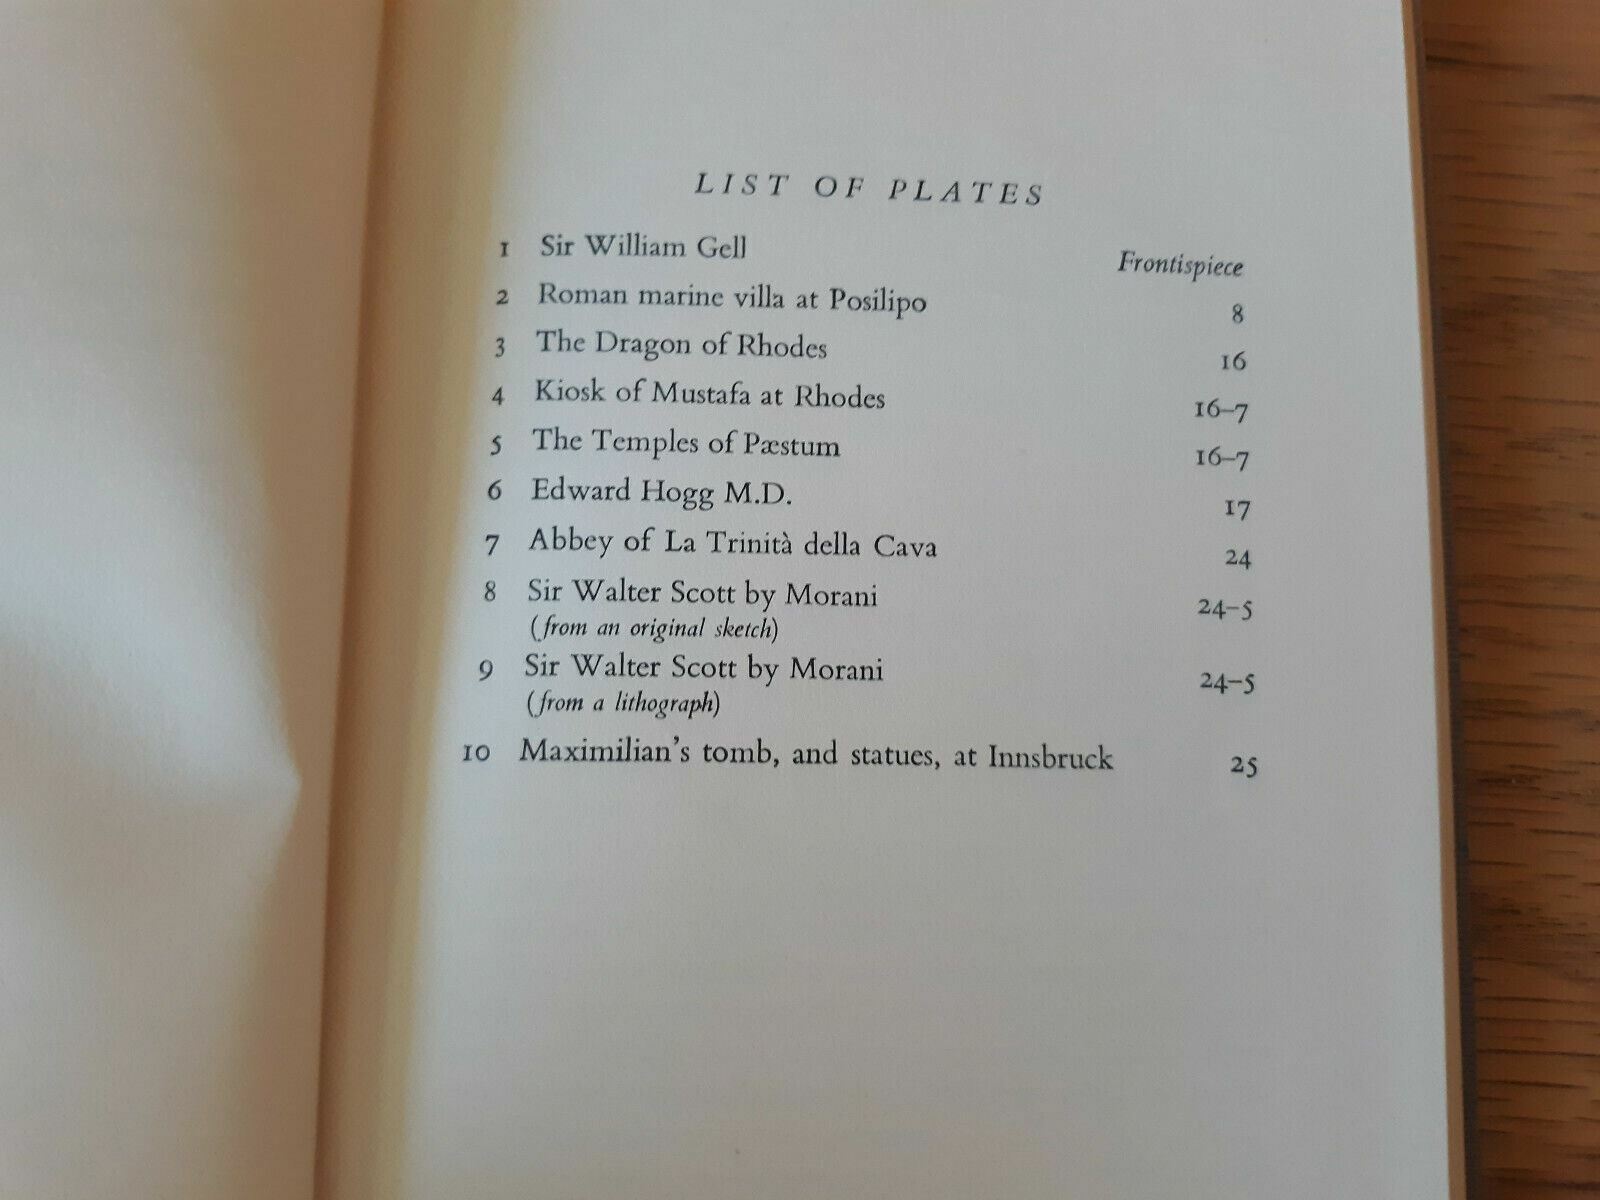 LIST OF PLATES
1 Sir William Gell Frontispiece
2 Roman marine villa at Posilipo 8
3 The Dragon of Rhodes 16
4 Kiosk of Mustafa at Rhodes 16–7
5 The Temples of Pæstum 16–7
6 Edward Hogg M.D. 17
7 Abbey of La Trinità della Cava 24
8 Sir Walter Scott by Morani 24–5
(from an original sketch)
9 Sir Walter Scott by Morani 24–5
(from a lithograph)
10 Maximilian's tomb, and statues, at Innsbruck 25